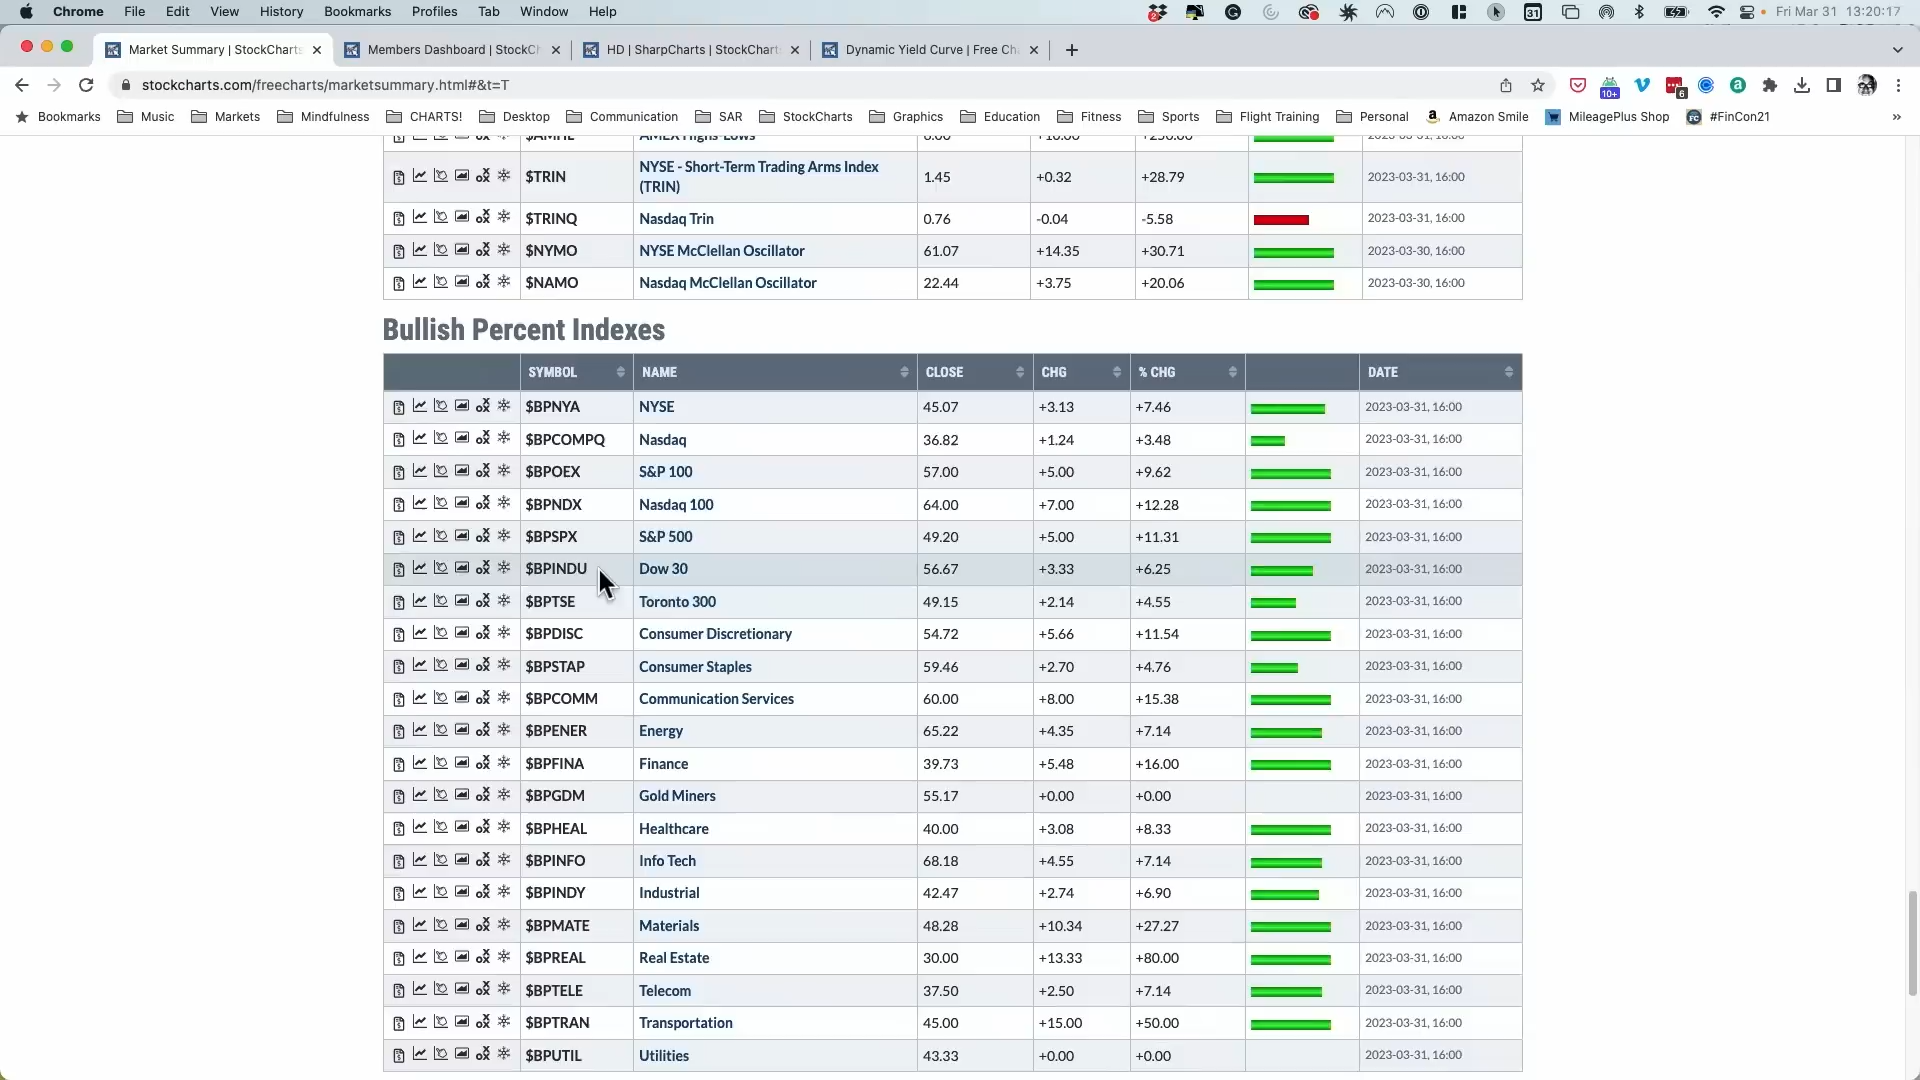 Chrome File Edit View History Bookmarks Profiles Tab Window Help 2 31 Fri Mar 31 13:20:17
Market Summary | StockCharts Members Dashboard | StockCh HD | SharpCharts | StockChart Dynamic Yield Curve | Free Ch
stockcharts.com/freecharts/marketsummary.html#&t=T 10+ 6
Bookmarks Music Markets Mindfulness CHARTS! Desktop Communication SAR StockCharts Graphics Education Fitness Sports Flight Training Personal Amazon Smile MileagePlus Shop #FinCon21 »
$TRIN NYSE - Short-Term Trading Arms Index (TRIN) 1.45 +0.32 +28.79 2023-03-31, 16:00
$TRINQ Nasdaq Trin 0.76 -0.04 -5.58 2023-03-31, 16:00
$NYMO NYSE McClellan Oscillator 61.07 +14.35 +30.71 2023-03-30, 16:00
$NAMO Nasdaq McClellan Oscillator 22.44 +3.75 +20.06 2023-03-30, 16:00
Bullish Percent Indexes
SYMBOL NAME CLOSE CHG % CHG DATE
$BPNYA NYSE 45.07 +3.13 +7.46 2023-03-31, 16:00
$BPCOMPQ Nasdaq 36.82 +1.24 +3.48 2023-03-31, 16:00
$BPOEX S&P 100 57.00 +5.00 +9.62 2023-03-31, 16:00
$BPNDX Nasdaq 100 64.00 +7.00 +12.28 2023-03-31, 16:00
$BPSPX S&P 500 49.20 +5.00 +11.31 2023-03-31, 16:00
$BPINDU Dow 30 56.67 +3.33 +6.25 2023-03-31, 16:00
$BPTSE Toronto 300 49.15 +2.14 +4.55 2023-03-31, 16:00
$BPDISC Consumer Discretionary 54.72 +5.66 +11.54 2023-03-31, 16:00
$BPSTAP Consumer Staples 59.46 +2.70 +4.76 2023-03-31, 16:00
$BPCOMM Communication Services 60.00 +8.00 +15.38 2023-03-31, 16:00
$BPENER Energy 65.22 +4.35 +7.14 2023-03-31, 16:00
$BPFINA Finance 39.73 +5.48 +16.00 2023-03-31, 16:00
$BPGDM Gold Miners 55.17 +0.00 +0.00 2023-03-31, 16:00
$BPHEAL Healthcare 40.00 +3.08 +8.33 2023-03-31, 16:00
$BPINFO Info Tech 68.18 +4.55 +7.14 2023-03-31, 16:00
$BPINDY Industrial 42.47 +2.74 +6.90 2023-03-31, 16:00
$BPMATE Materials 48.28 +10.34 +27.27 2023-03-31, 16:00
$BPREAL Real Estate 30.00 +13.33 +80.00 2023-03-31, 16:00
$BPTELE Telecom 37.50 +2.50 +7.14 2023-03-31, 16:00
$BPTRAN Transportation 45.00 +15.00 +50.00 2023-03-31, 16:00
$BPUTIL Utilities 43.33 +0.00 +0.00 2023-03-31, 16:00